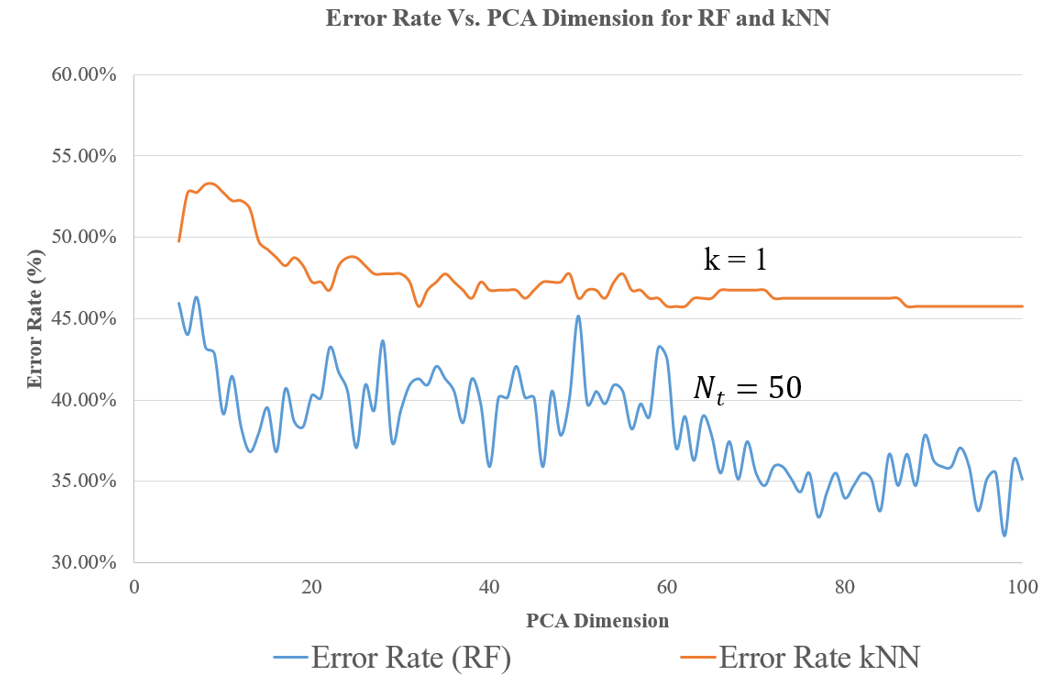 Error Rate Vs. PCA Dimension for RF and kNN
60.00%
55.00%
50.00%
45.00%
40.00%
35.00%
30.00%
Error Rate (%)
k = 1
Nₜ = 50
0
20
40
60
80
100
PCA Dimension
Error Rate (RF)
Error Rate kNN